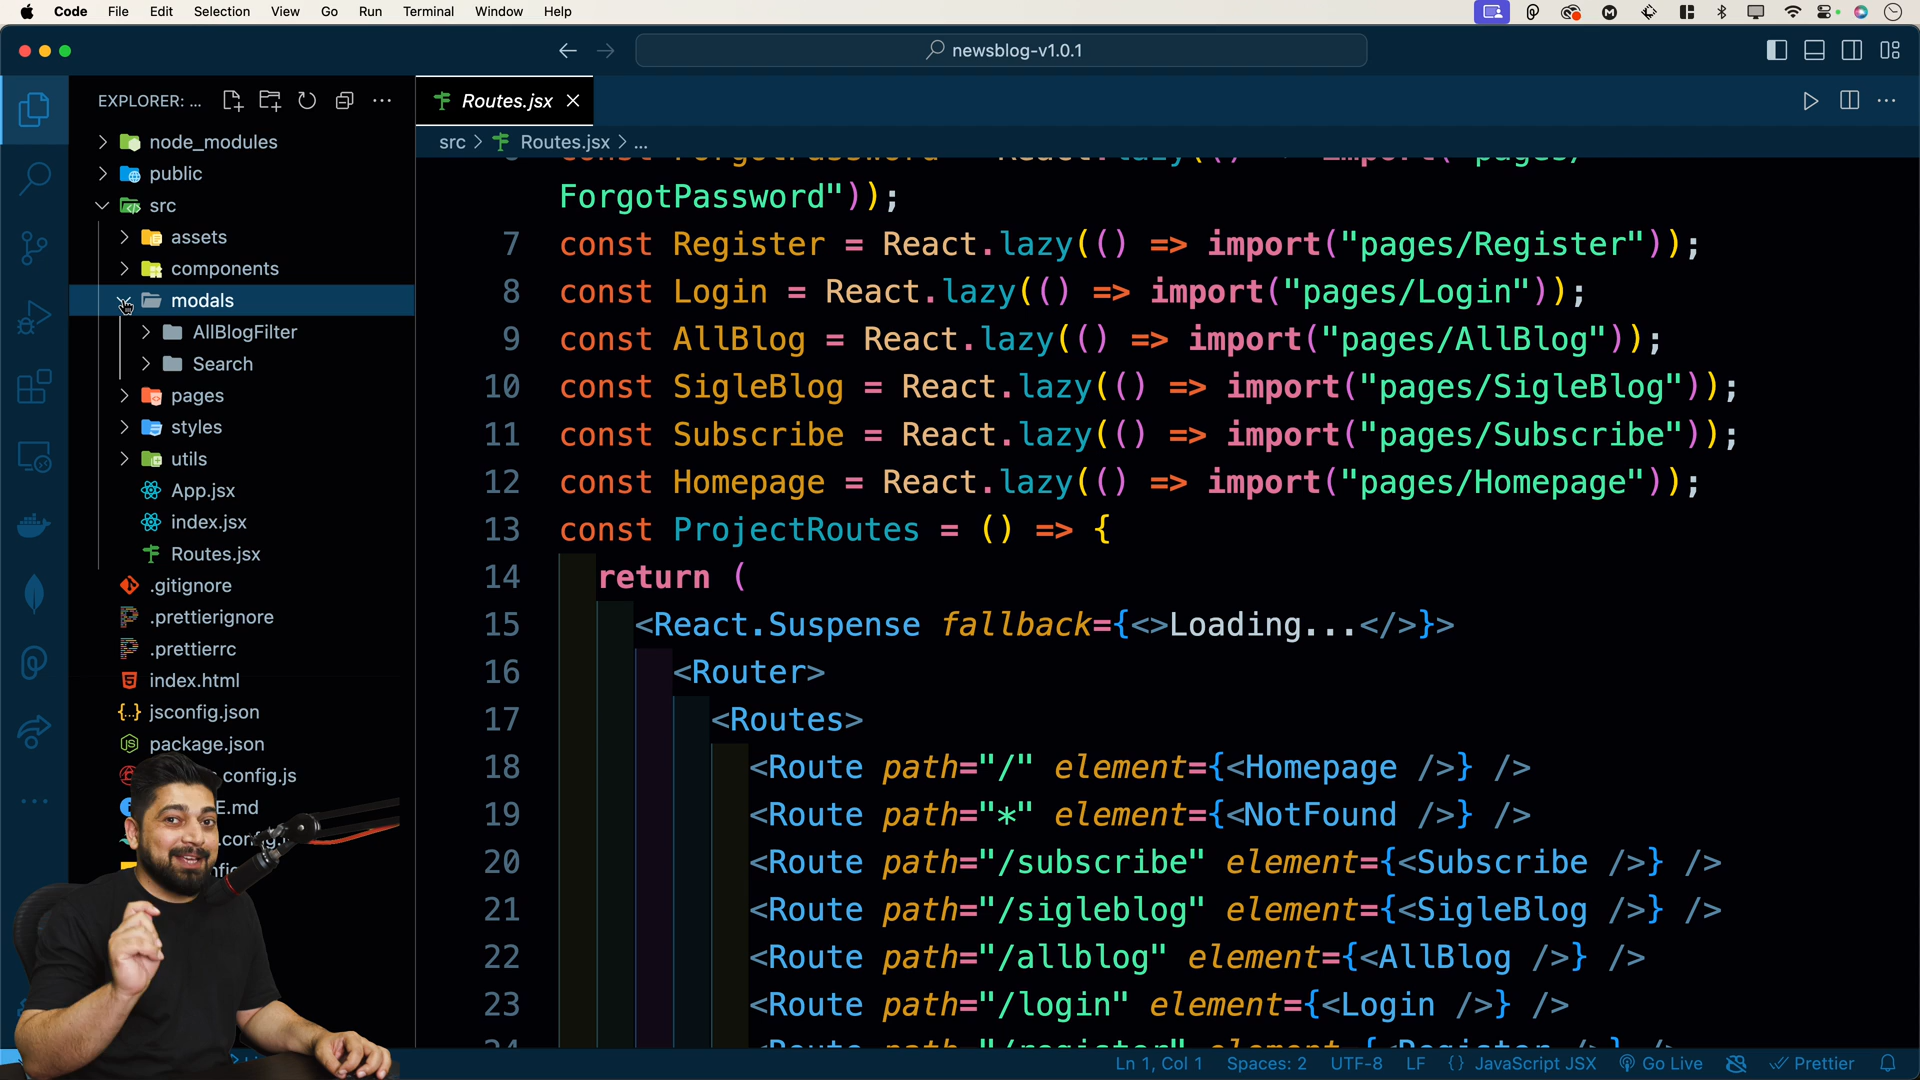 Code File Edit Selection View Go Run Terminal Window Help
newsblog-v1.0.1
EXPLORER: ...
Routes.jsx
src > Routes.jsx > ...
node_modules
public
src
assets
components
modals
AllBlogFilter
Search
pages
styles
utils
App.jsx
index.jsx
Routes.jsx
.gitignore
.prettierignore
.prettierrc
index.html
jsconfig.json
package.json
.config.js
E.md
ForgotPassword"));
7 const Register = React.lazy(() => import("pages/Register"));
8 const Login = React.lazy(() => import("pages/Login"));
9 const AllBlog = React.lazy(() => import("pages/AllBlog"));
10 const SigleBlog = React.lazy(() => import("pages/SigleBlog"));
11 const Subscribe = React.lazy(() => import("pages/Subscribe"));
12 const Homepage = React.lazy(() => import("pages/Homepage"));
13 const ProjectRoutes = () => {
14 return (
15 <React.Suspense fallback={<>Loading...</>}>
16 <Router>
17 <Routes>
18 <Route path="/" element={<Homepage />} />
19 <Route path="*" element={<NotFound />} />
20 <Route path="/subscribe" element={<Subscribe />} />
21 <Route path="/sigleblog" element={<SigleBlog />} />
22 <Route path="/allblog" element={<AllBlog />} />
23 <Route path="/login" element={<Login />} />
Ln 1, Col 1 Spaces: 2 UTF-8 LF {} JavaScript JSX Go Live Prettier